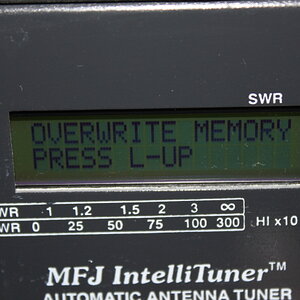 SWR
OVERWRITE MEMORY
PRESS L-UP
WR 1 1.2 1.5 2 3 ∞
WR 0 25 50 75 100 300 HI x10
MFJ IntelliTuner™
AUTOMATIC ANTENNA TUNER